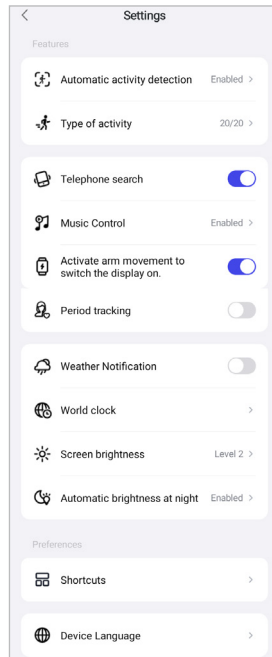 Settings
Features
Automatic activity detection Enabled
Type of activity 20/20
Telephone search
Music Control Enabled
Activate arm movement to
switch the display on.
Period tracking
Weather Notification
World clock
Screen brightness Level 2
Automatic brightness at night Enabled
Preferences
Shortcuts
Device Language